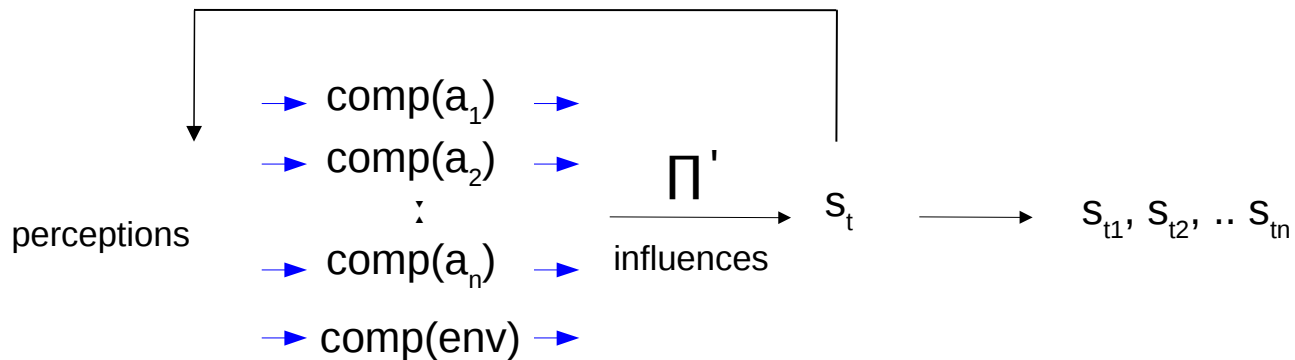 comp(a₁)
comp(a₂)
:
comp(aₙ)
comp(env)
perceptions
∏'
influences
sₜ
sₜ₁, sₜ₂, .. sₜₙ